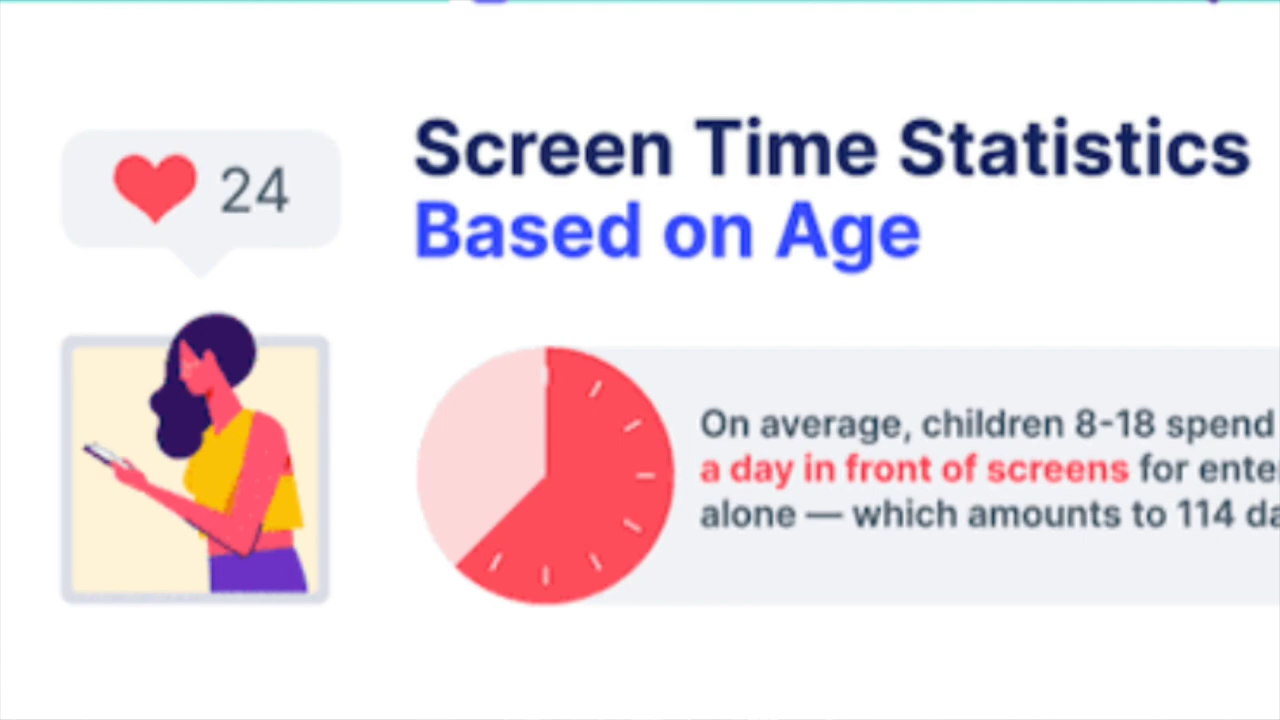 24
Screen Time Statistics
Based on Age
On average, children 8-18 spend
a day in front of screens for
alone — which amounts to 114